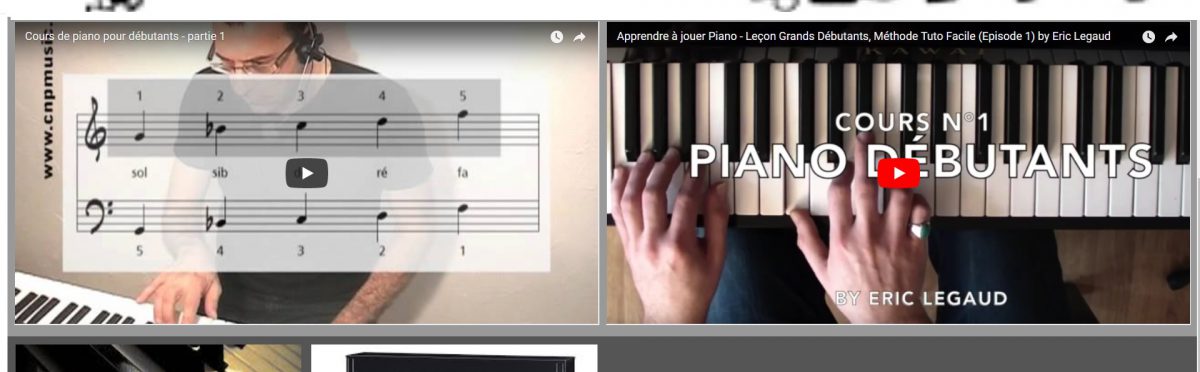 Cours de piano pour débutants - partie 1
www.cnpmusic.
1 2 3 4 5
sol sib ré fa
5 4 3 2 1
Apprendre à jouer Piano - Leçon Grands Débutants, Méthode Tuto Facile (Episode 1) by Eric Legaud
KAWAI
COURS N°1
PIANO DÉBUTANTS
BY ERIC LEGAUD